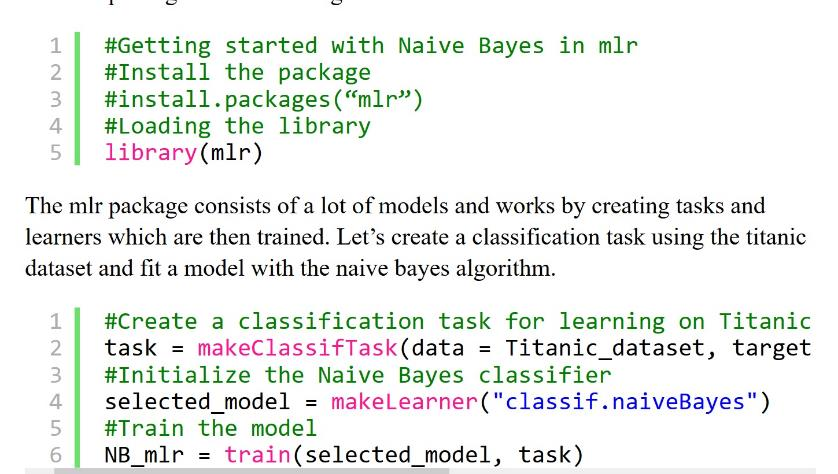 1 #Getting started with Naive Bayes in mlr
2 #Install the package
3 #install.packages(“mlr”)
4 #Loading the library
5 library(mlr)
The mlr package consists of a lot of models and works by creating tasks and
learners which are then trained. Let’s create a classification task using the titanic
dataset and fit a model with the naive bayes algorithm.
1 #Create a classification task for learning on Titanic
2 task = makeClassifTask(data = Titanic_dataset, target
3 #Initialize the Naive Bayes classifier
4 selected_model = makeLearner("classif.naiveBayes")
5 #Train the model
6 NB_mlr = train(selected_model, task)